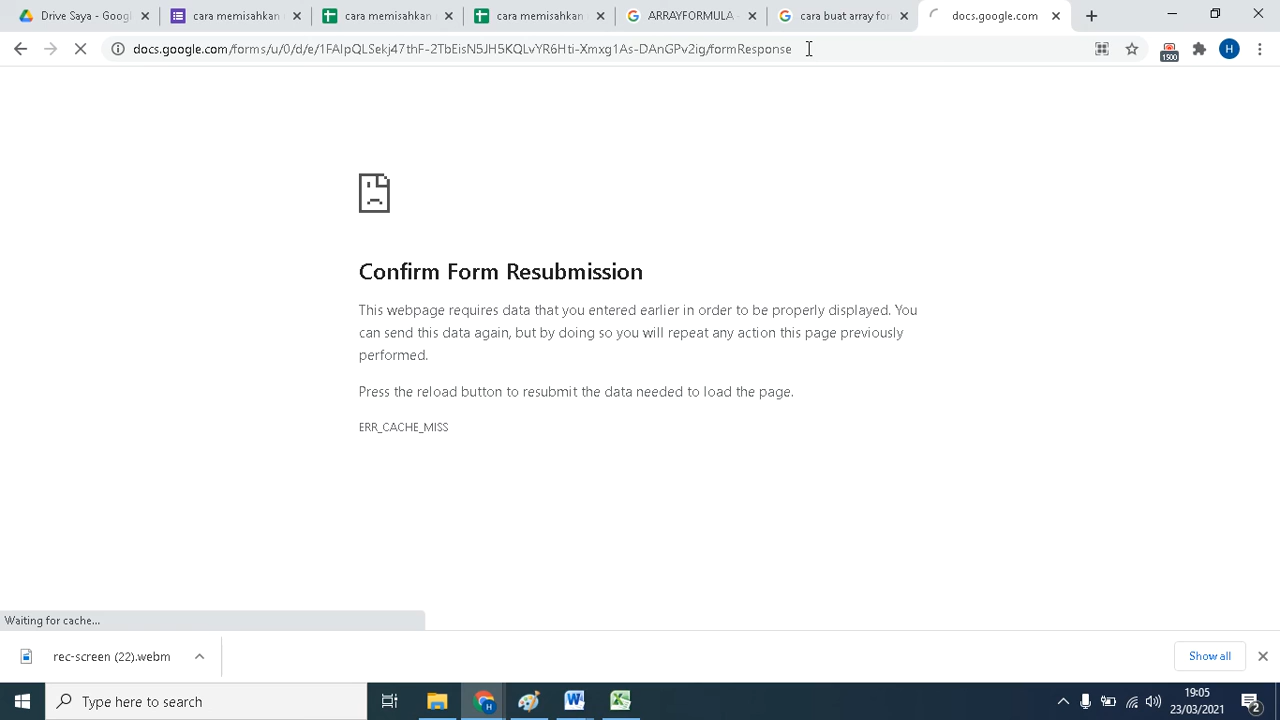 Drive Saya - Googl
cara memisahkan
cara memisahkan
cara memisahkan
ARRAYFORMULA -
cara buat array for
docs.google.com
docs.google.com/forms/u/0/d/e/1FAIpQLSekj47thF-2TbEisN5JH5KQLvYR6Hti-Xmxg1As-DAnGPv2ig/formResponse
1500
H
Confirm Form Resubmission
This webpage requires data that you entered earlier in order to be properly displayed. You
can send this data again, but by doing so you will repeat any action this page previously
performed.
Press the reload button to resubmit the data needed to load the page.
ERR_CACHE_MISS
Waiting for cache...
rec-screen (22).webm
Show all
Type here to search
19:05
23/03/2021
2